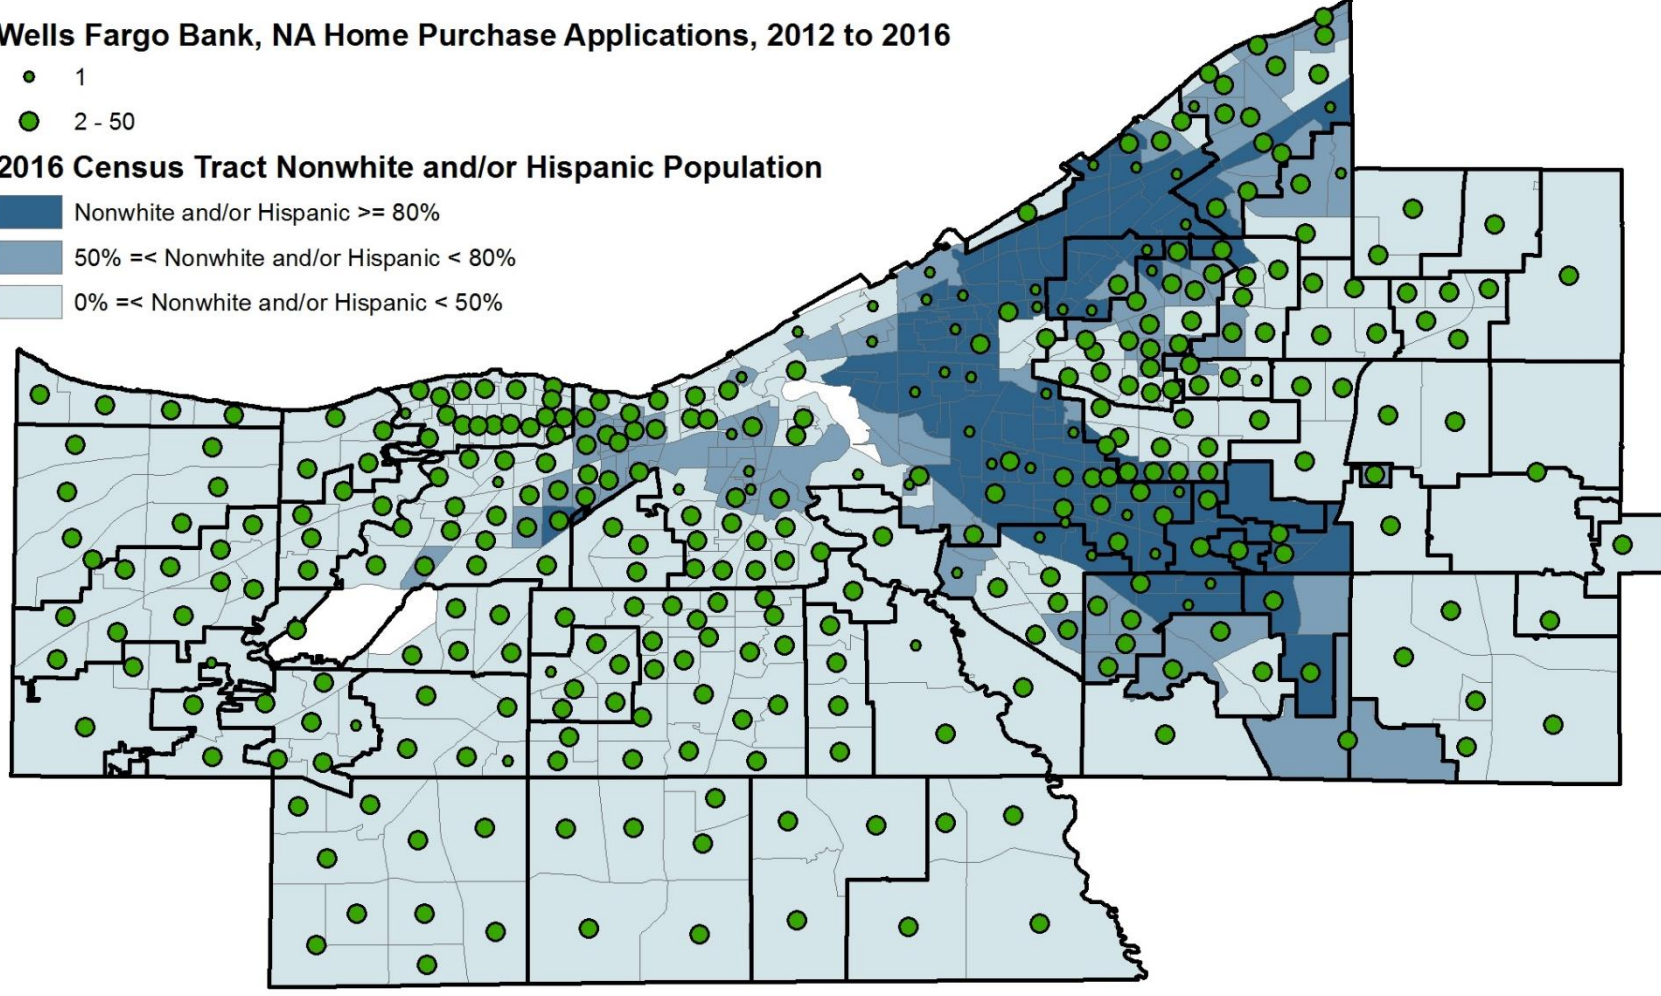 Wells Fargo Bank, NA Home Purchase Applications, 2012 to 2016
1
2 - 50
2016 Census Tract Nonwhite and/or Hispanic Population
Nonwhite and/or Hispanic >= 80%
50% =< Nonwhite and/or Hispanic < 80%
0% =< Nonwhite and/or Hispanic < 50%